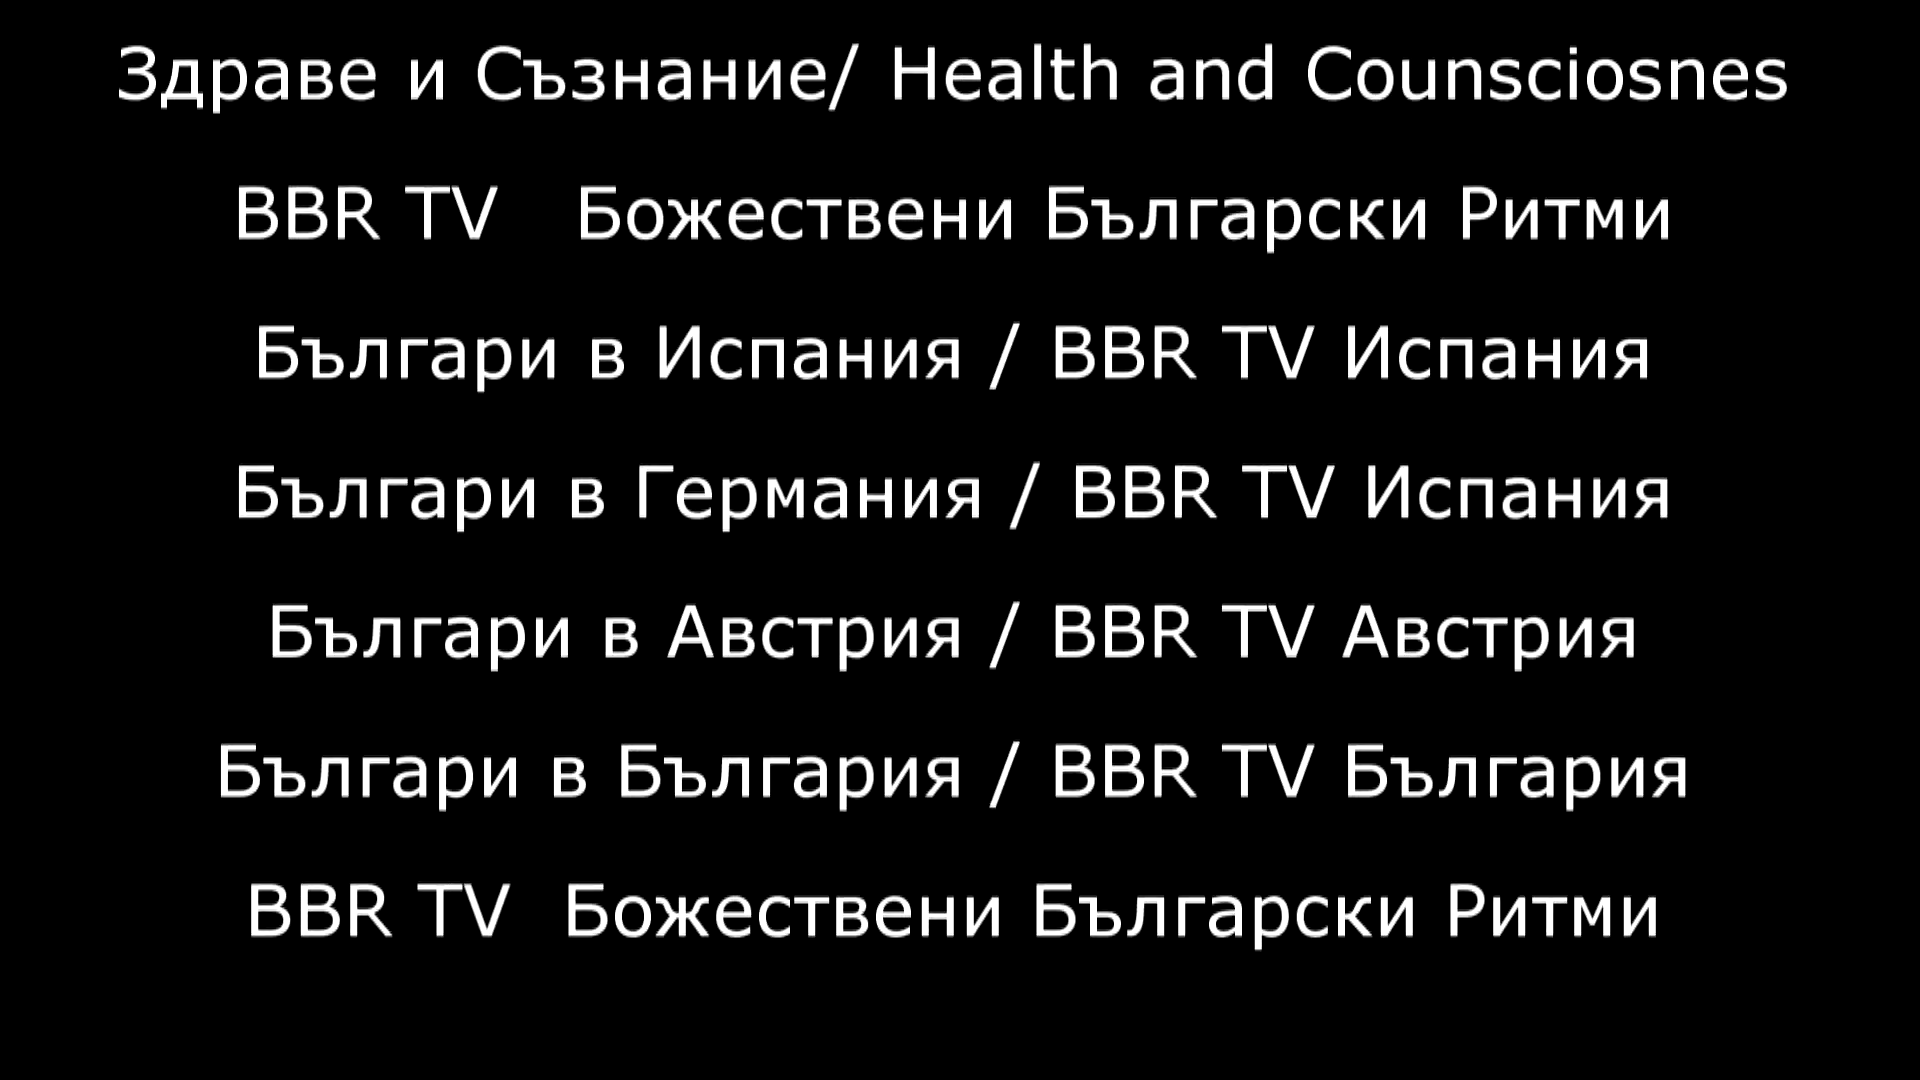 Здраве и Съзнание/ Health and Counsciosnes
BBR TV Божествени Български Ритми
Българи в Испания / BBR TV Испания
Българи в Германия / BBR TV Испания
Българи в Австрия / BBR TV Австрия
Българи в България / BBR TV България
BBR TV Божествени Български Ритми